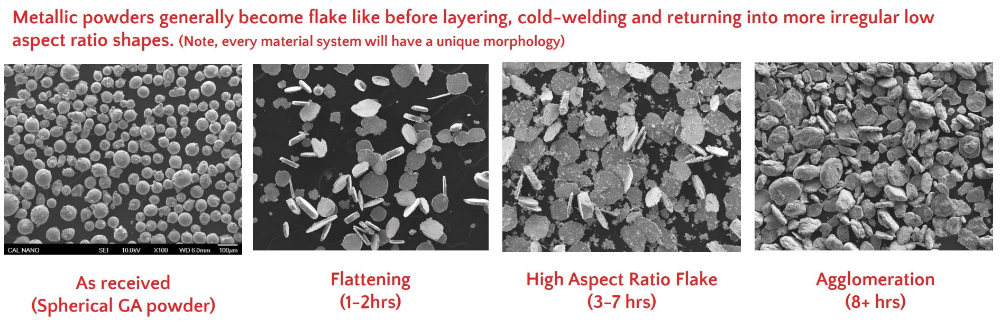 Metallic powders generally become flake like before layering, cold-welding and returning into more irregular low
aspect ratio shapes. (Note, every material system will have a unique morphology)
CAL NANO SEI 10.0kV X100 WD 6.0mm 100µm
As received
(Spherical GA powder)
Flattening
(1-2hrs)
High Aspect Ratio Flake
(3-7 hrs)
Agglomeration
(8+ hrs)